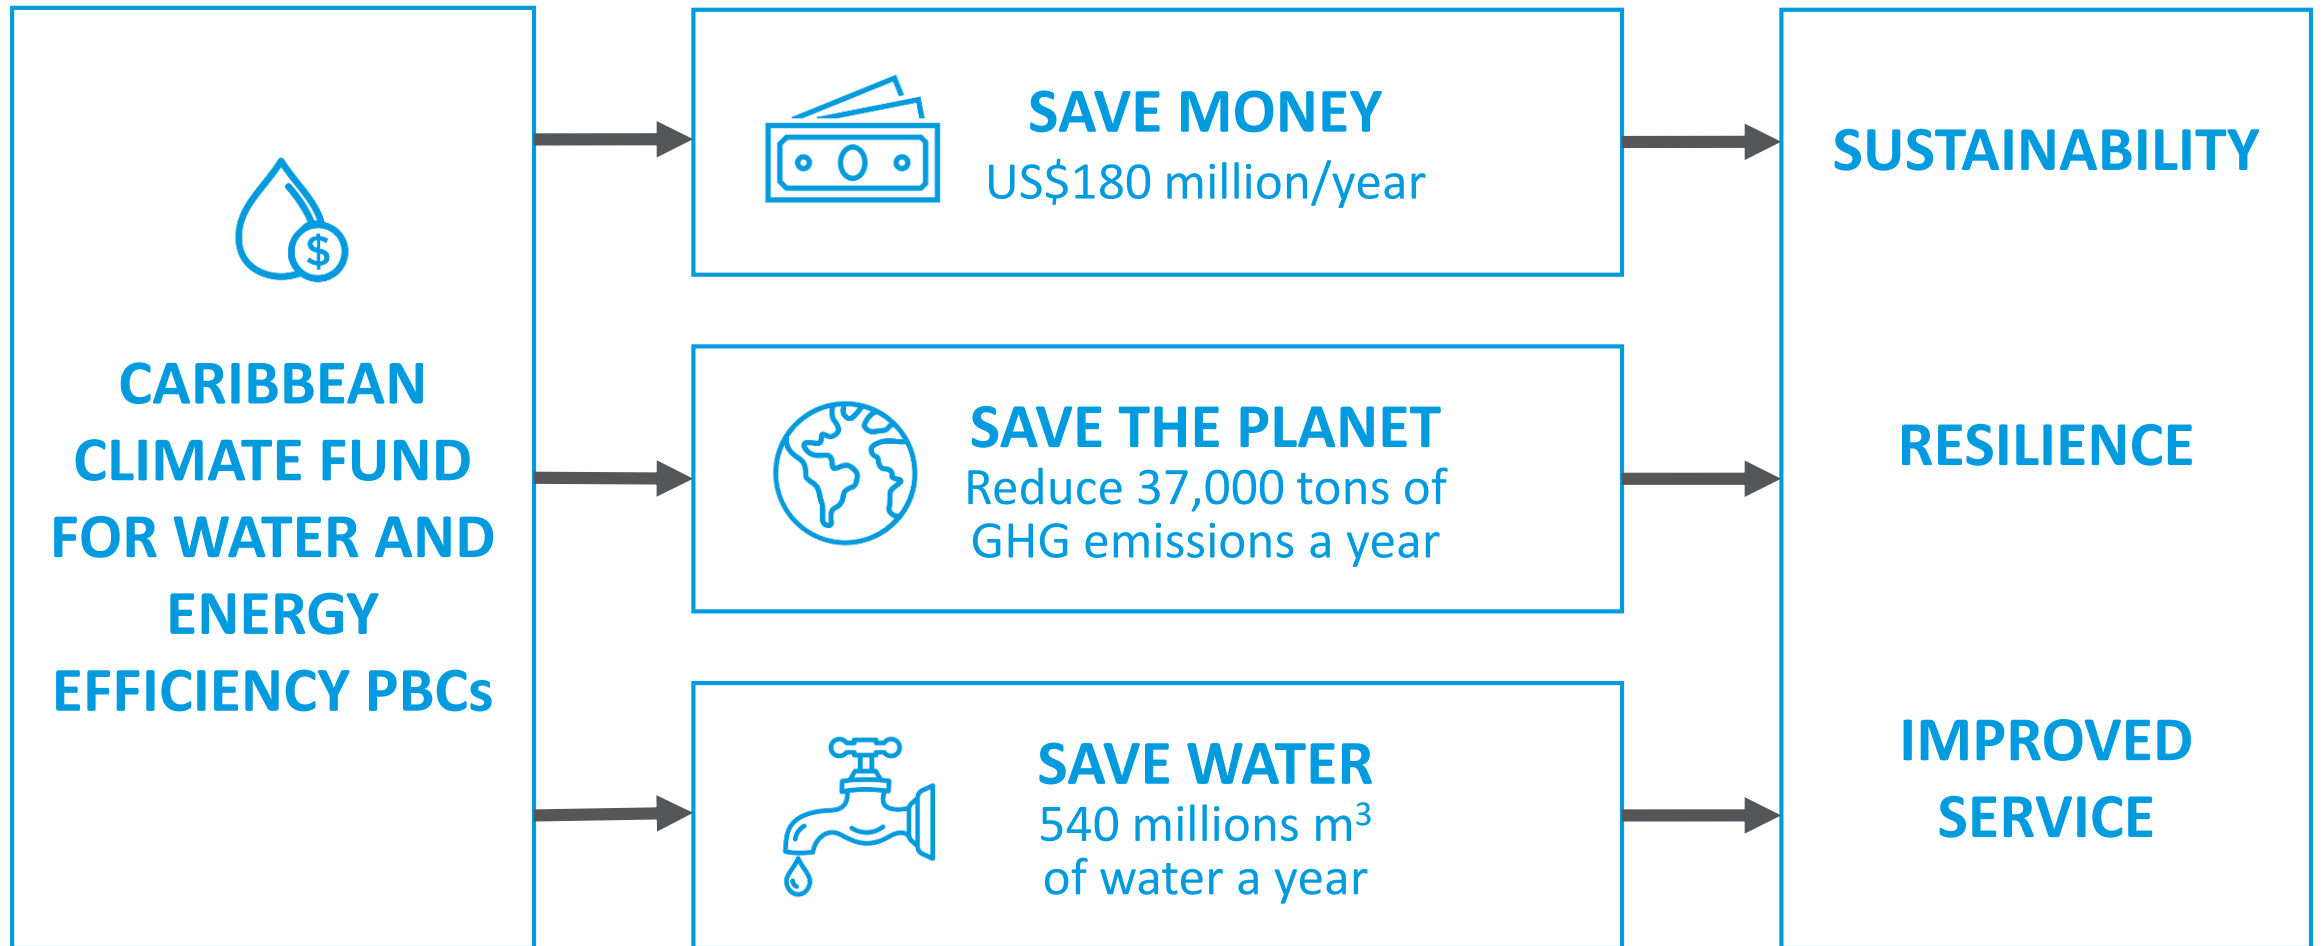 $
CARIBBEAN
CLIMATE FUND
FOR WATER AND
ENERGY
EFFICIENCY PBCs
SAVE MONEY
US$180 million/year
SAVE THE PLANET
Reduce 37,000 tons of
GHG emissions a year
SAVE WATER
540 millions m³
of water a year
SUSTAINABILITY
RESILIENCE
IMPROVED
SERVICE